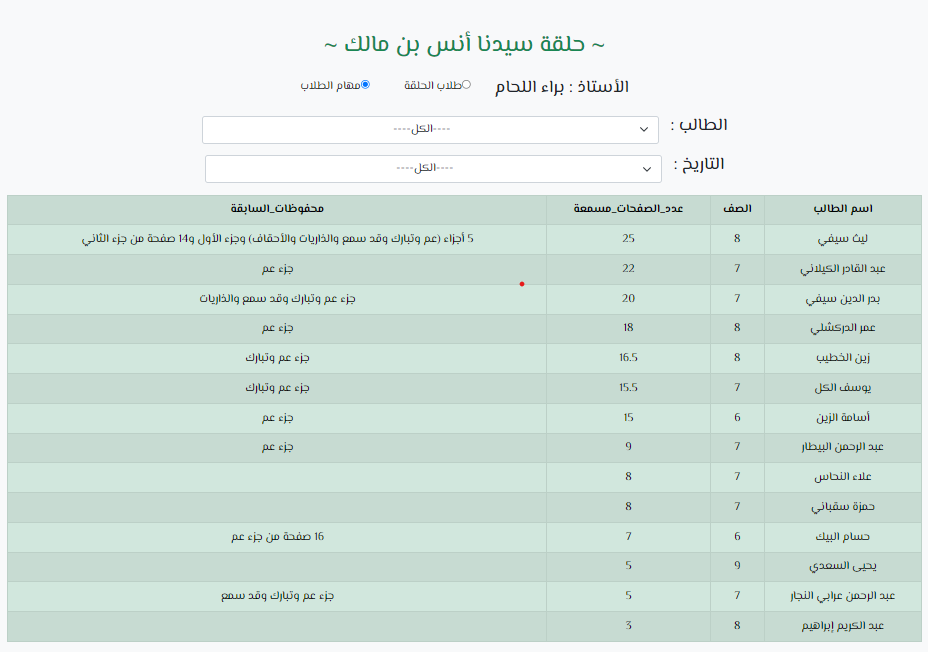 ~ حلقة سيدنا أنس بن مالك ~
الأستاذ : براء اللحام طلاب الحلقة مهام الطلاب
الطالب : ----الكل----
التاريخ : ----الكل----
اسم الطالب الصف عدد_الصفحات_مسمعة محفوظات_السابقة
ليث سيفي 8 25 5 أجزاء (عم وتبارك وقد سمع والذاريات والأحقاف) وجزء الأول و14 صفحة من جزء الثاني
عبد القادر الكيلاني 7 22 جزء عم
بدر الدين سيفي 7 20 جزء عم وتبارك وقد سمع والذاريات
عمر الدركشلي 8 18 جزء عم
زين الخطيب 8 16.5 جزء عم وتبارك
يوسف الكل 7 15.5 جزء عم وتبارك
أسامة الزين 6 15 جزء عم
عبد الرحمن البيطار 7 9 جزء عم
علاء النحاس 7 8
حمزة سقباني 7 8
حسام البيك 6 7 16 صفحة من جزء عم
يحيى السعدي 9 5
عبد الرحمن عرابي النجار 7 5 جزء عم وتبارك وقد سمع
عبد الكريم إبراهيم 8 3